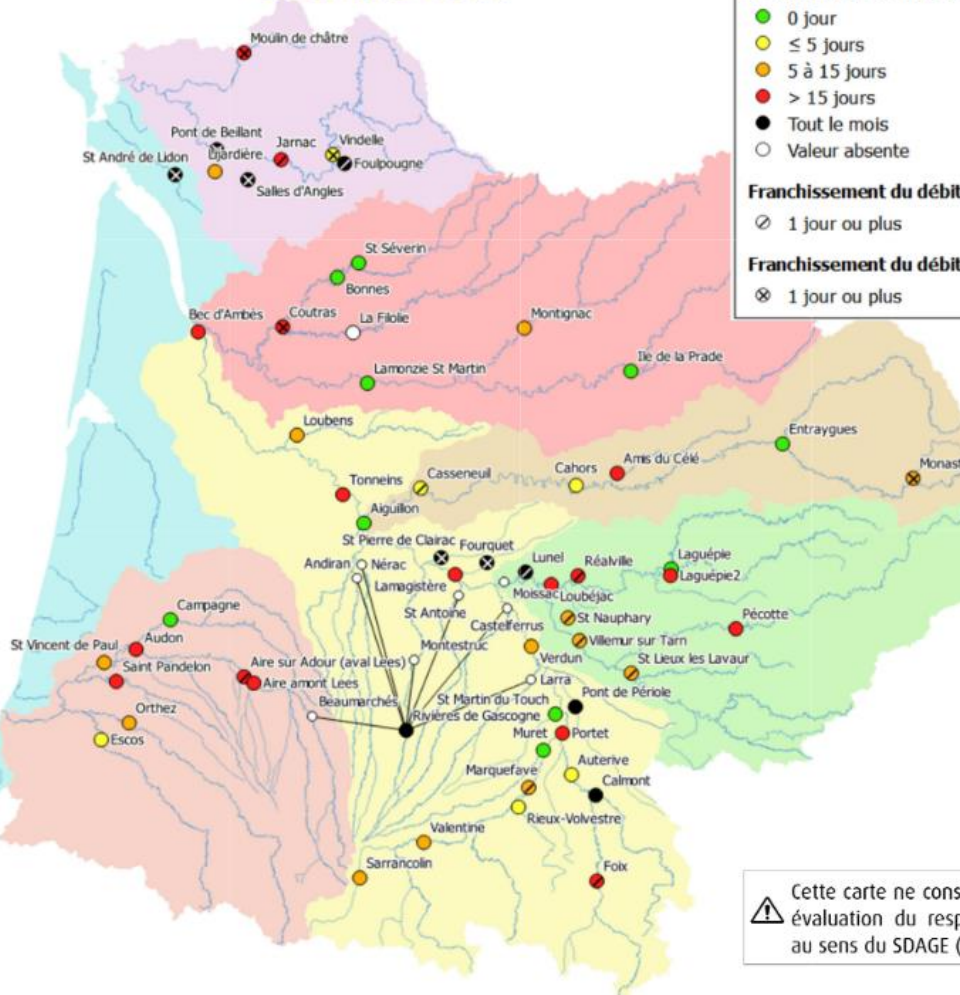 0 jour
≤ 5 jours
5 à 15 jours
> 15 jours
Tout le mois
Valeur absente
Franchissement du débit
1 jour ou plus
Franchissement du débit
1 jour ou plus
Moulin de châtre
Pont de Beillant
Jarnac
Vindelle
St André de Lidon
Lijardière
Foulpougne
Salles d'Angles
St Séverin
Bonnes
Bec d'Ambès
Coutras
La Filolie
Montignac
Lamonzie St Martin
Ile de la Prade
Loubens
Entraygues
Amis du Célé
Cahors
Monast
Tonneins
Casseneuil
Aiguillon
St Pierre de Clairac
Fourquet
Andiran
Nérac
Lunel
Réalville
Laguépie
Lamagistère
Laguépie2
Moissac
Loubéjac
St Antoine
Castelferrus
St Nauphary
Campagne
Pécotte
Audon
Montestruc
Villemur sur Tarn
St Vincent de Paul
Verdun
St Lieux les Lavaur
Saint Pandelon
Aire sur Adour (aval Lees)
Aire amont Lees
Larra
Beaumarchés
St Martin du Touch
Pont de Périole
Orthez
Rivières de Gascogne
Escos
Muret
Portet
Marquefave
Auterive
Calmont
Rieux-Volvestre
Valentine
Sarrancolin
Foix
Cette carte ne cons
évaluation du resp
au sens du SDAGE (